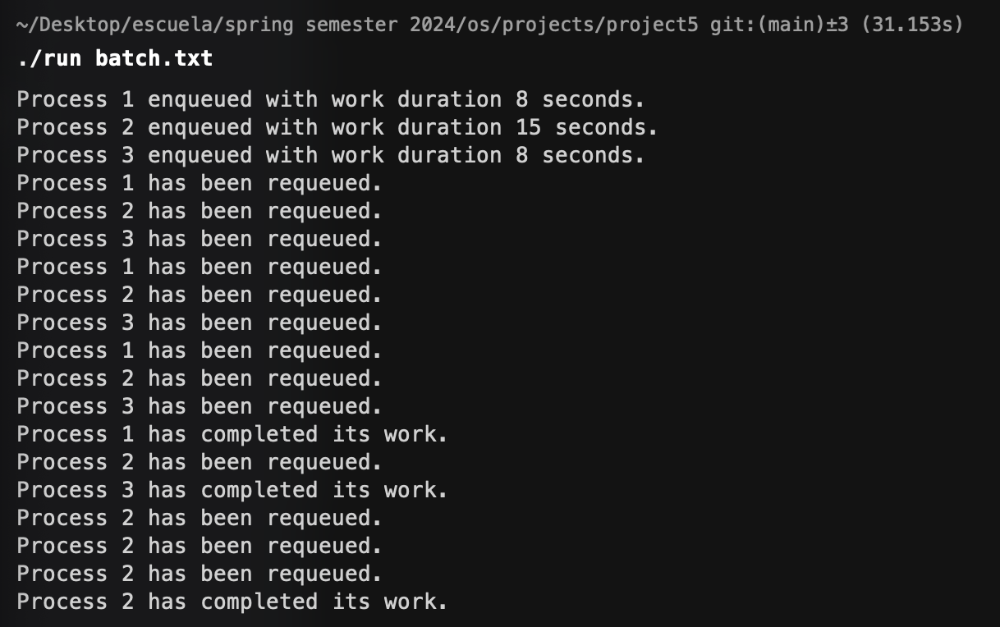 ~/Desktop/escuela/spring semester 2024/os/projects/project5 git:(main)±3 (31.153s)
./run batch.txt
Process 1 enqueued with work duration 8 seconds.
Process 2 enqueued with work duration 15 seconds.
Process 3 enqueued with work duration 8 seconds.
Process 1 has been requeued.
Process 2 has been requeued.
Process 3 has been requeued.
Process 1 has been requeued.
Process 2 has been requeued.
Process 3 has been requeued.
Process 1 has been requeued.
Process 2 has been requeued.
Process 3 has been requeued.
Process 1 has completed its work.
Process 2 has been requeued.
Process 3 has completed its work.
Process 2 has been requeued.
Process 2 has been requeued.
Process 2 has been requeued.
Process 2 has completed its work.